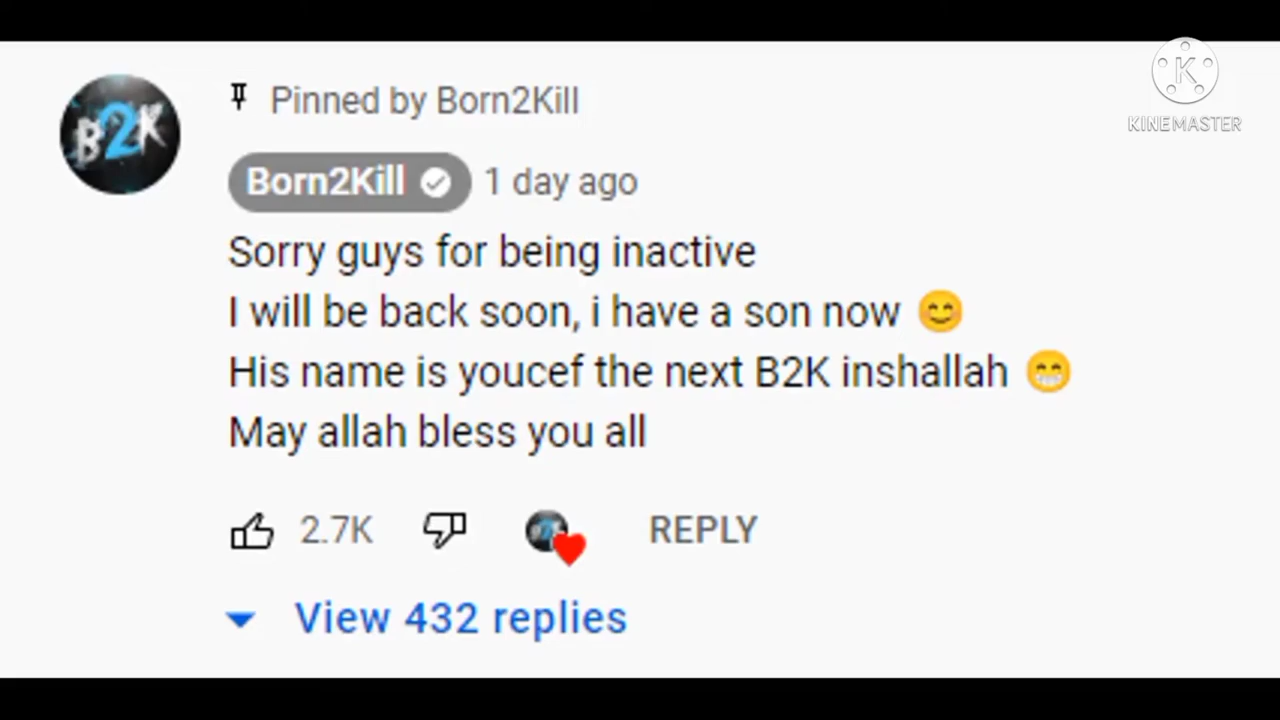 KINEMASTER
B2K
Pinned by Born2Kill
Born2Kill 1 day ago
Sorry guys for being inactive
I will be back soon, i have a son now 😊
His name is youcef the next B2K inshallah 😁
May allah bless you all
2.7K REPLY
View 432 replies